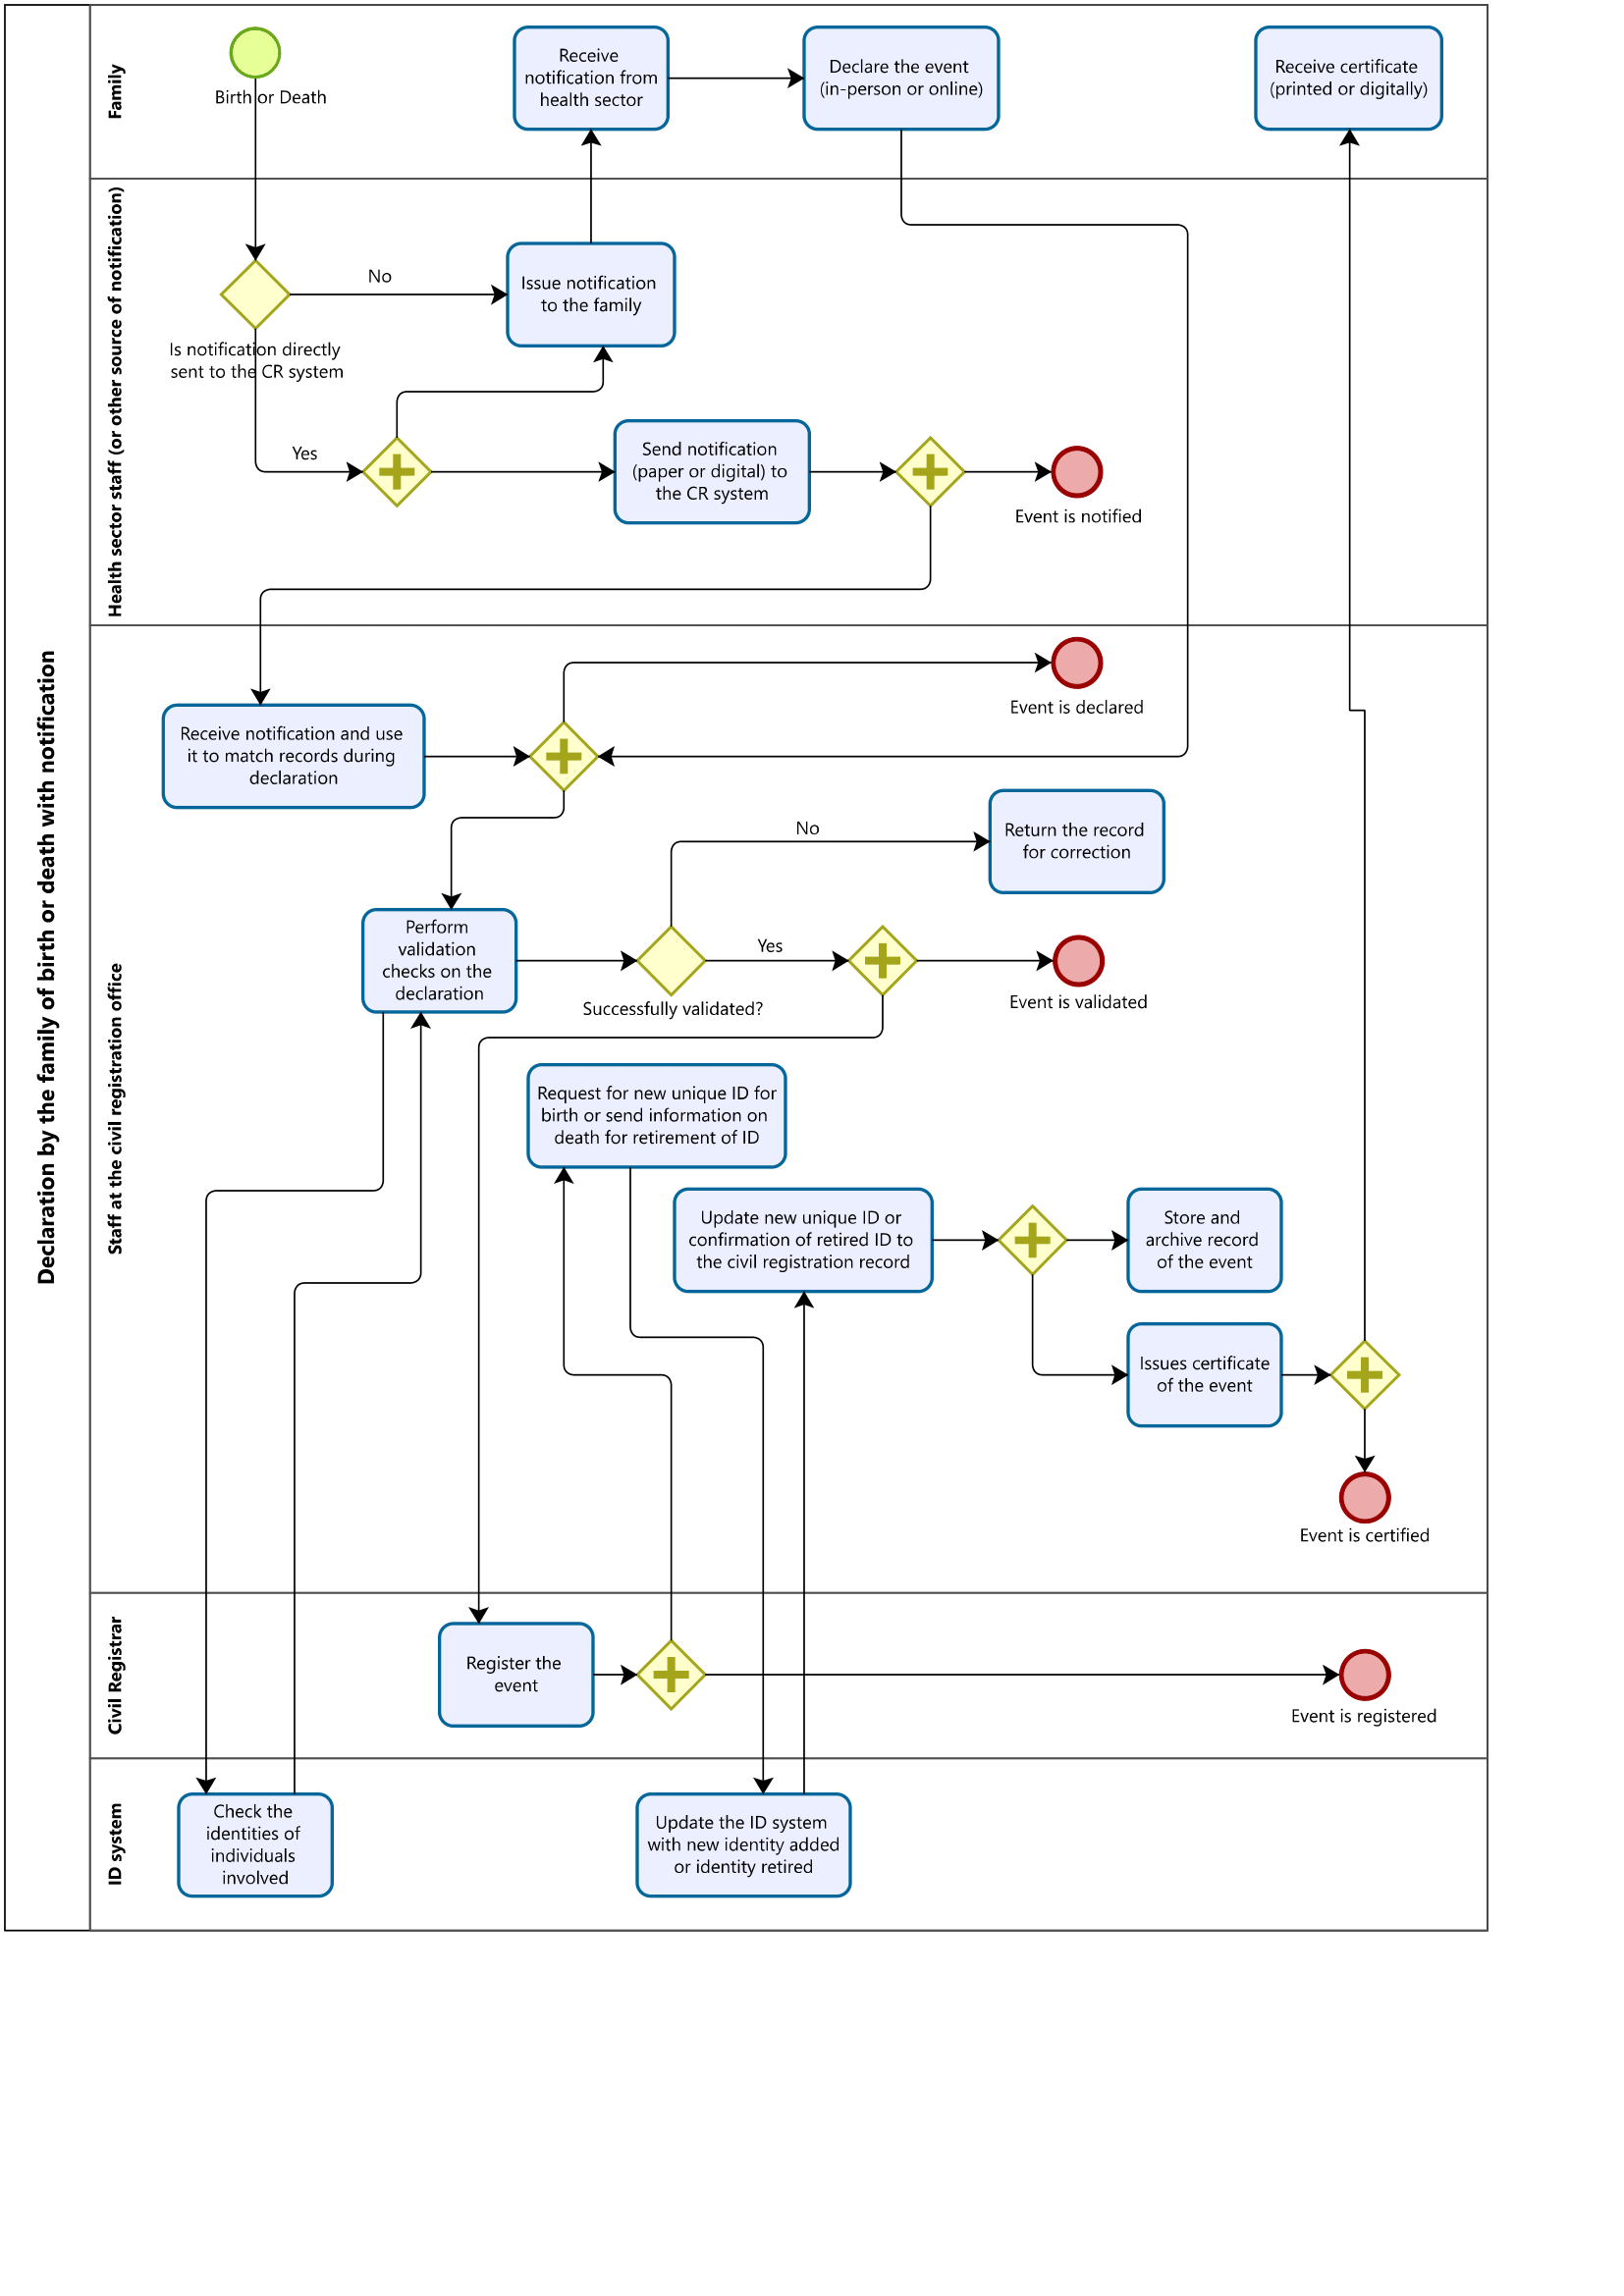 Declaration by the family of birth or death with notification
Family
Birth or Death
Receive
notification from
health sector
Declare the event
(in-person or online)
Receive certificate
(printed or digitally)
Health sector staff (or other source of notification)
No
Issue notification
to the family
Is notification directly
sent to the CR system
Yes
Send notification
(paper or digital) to
the CR system
Event is notified
Staff at the civil registration office
Event is declared
Receive notification and use
it to match records during
declaration
No
Return the record
for correction
Perform
validation
checks on the
declaration
Yes
Successfully validated?
Event is validated
Request for new unique ID for
birth or send information on
death for retirement of ID
Update new unique ID or
confirmation of retired ID to
the civil registration record
Store and
archive record
of the event
Issues certificate
of the event
Event is certified
Civil Registrar
Register the
event
Event is registered
ID system
Check the
identities of
individuals
involved
Update the ID system
with new identity added
or identity retired